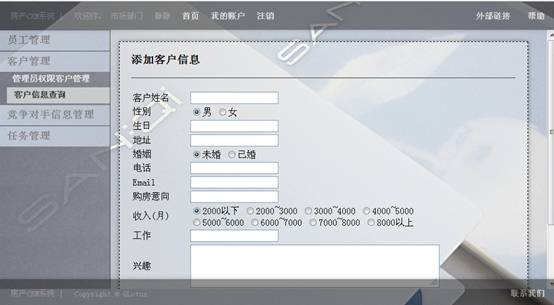 房产CRM系统 | 欢迎你, 市场部门 静静 首页 我的账户 注销 外部链接 帮助
员工管理
客户管理
管理员权限客户管理
客户信息查询
竞争对手信息管理
任务管理
添加客户信息
客户姓名
性别 男 女
生日
地址
婚姻 未婚 已婚
电话
Email
购房意向
收入(月) 2000以下 2000~3000 3000~4000 4000~5000
5000~6000 6000~7000 7000~8000 8000以上
工作
兴趣
房产CRM系统 | Copyright © QLotus 联系我们